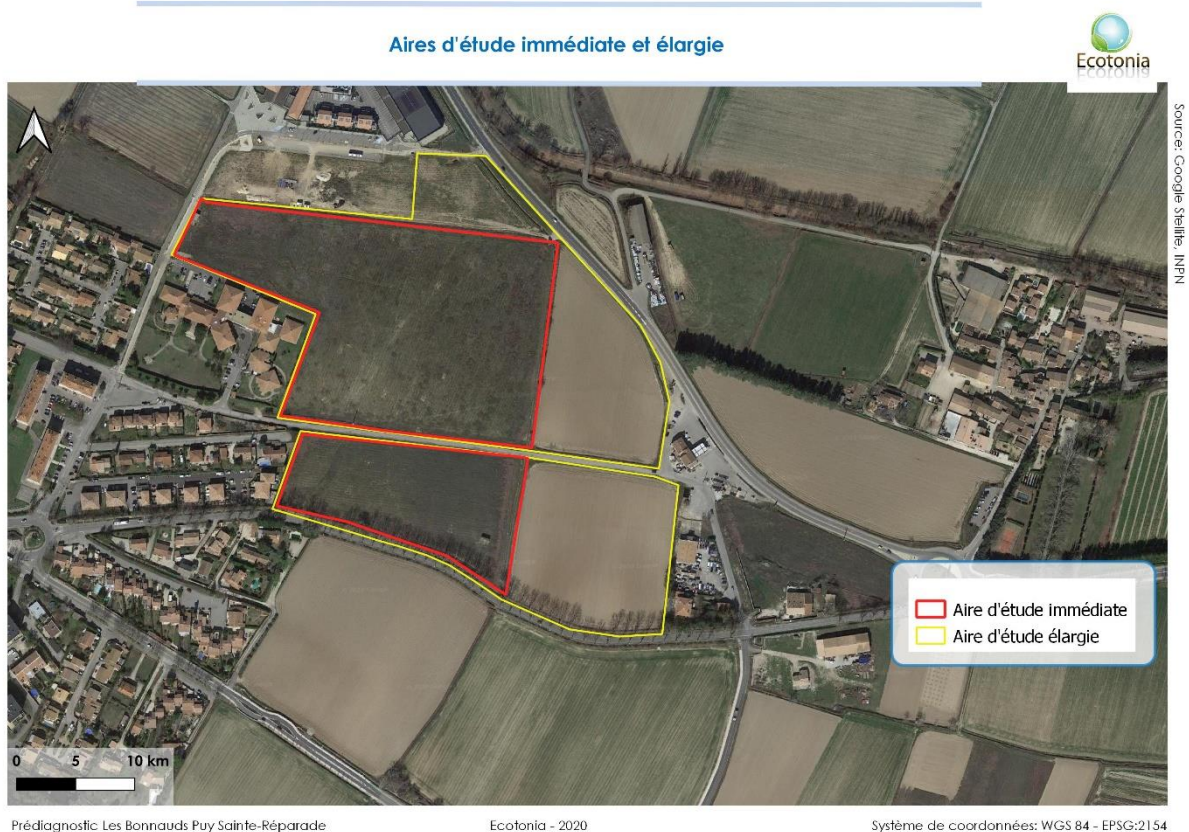 Aires d'étude immédiate et élargie
Ecotonia
Source: Google Stellite, INPN
Aire d'étude immédiate
Aire d'étude élargie
0 5 10 km
Prédiagnostic Les Bonnauds Puy Sainte-Réparade
Ecotonia - 2020
Système de coordonnées: WGS 84 - EPSG:2154